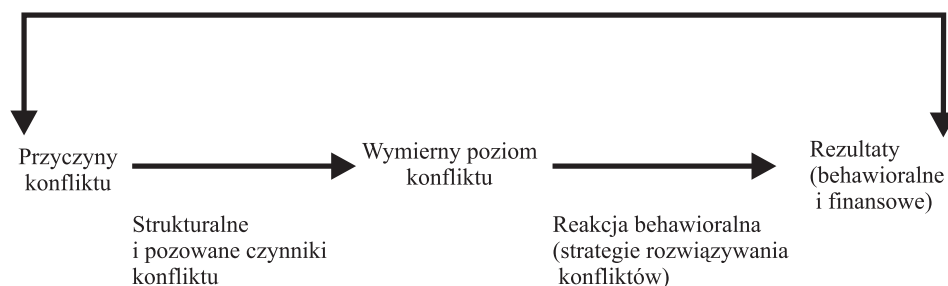 Przyczyny
konfliktu
Wymierny poziom
konfliktu
Rezultaty
(behawioralne
i finansowe)
Strukturalne
i pozowane czynniki
konfliktu
Reakcja behawioralna
(strategie rozwiązywania
konfliktów)